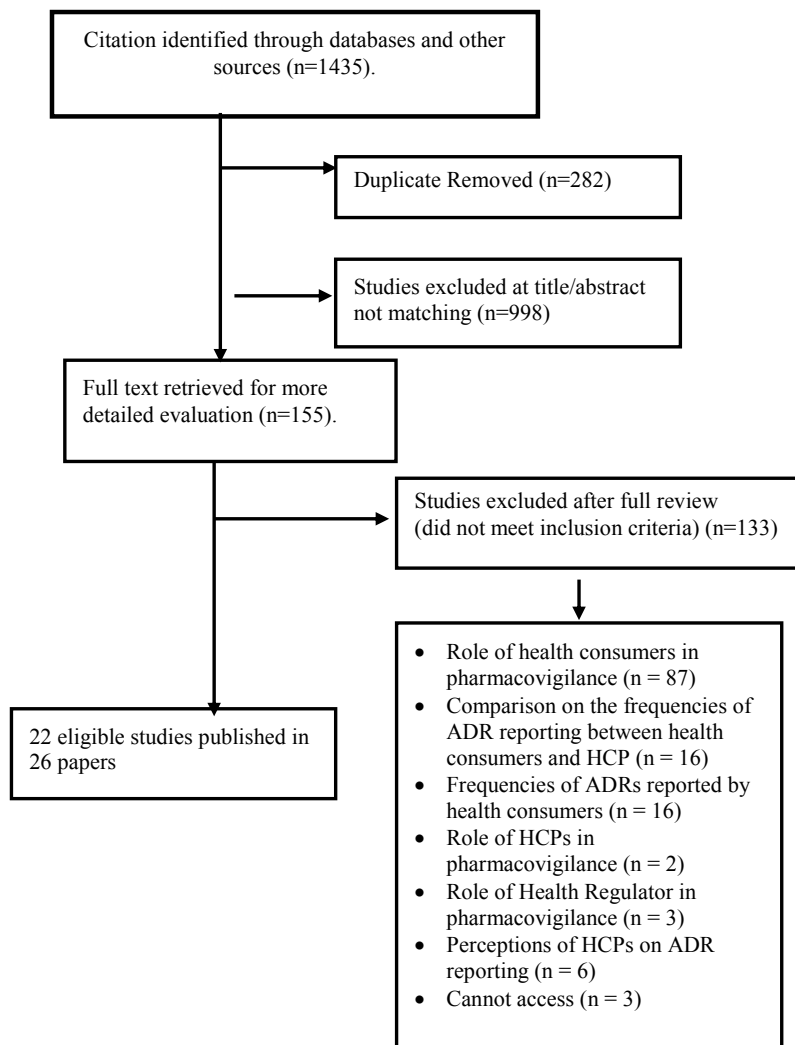 Citation identified through databases and other
sources (n=1435).
Duplicate Removed (n=282)
Studies excluded at title/abstract
not matching (n=998)
Full text retrieved for more
detailed evaluation (n=155).
Studies excluded after full review
(did not meet inclusion criteria) (n=133)
• Role of health consumers in
pharmacovigilance (n = 87)
• Comparison on the frequencies of
ADR reporting between health
consumers and HCP (n = 16)
• Frequencies of ADRs reported by
health consumers (n = 16)
• Role of HCPs in
pharmacovigilance (n = 2)
• Role of Health Regulator in
pharmacovigilance (n = 3)
• Perceptions of HCPs on ADR
reporting (n = 6)
• Cannot access (n = 3)
22 eligible studies published in
26 papers